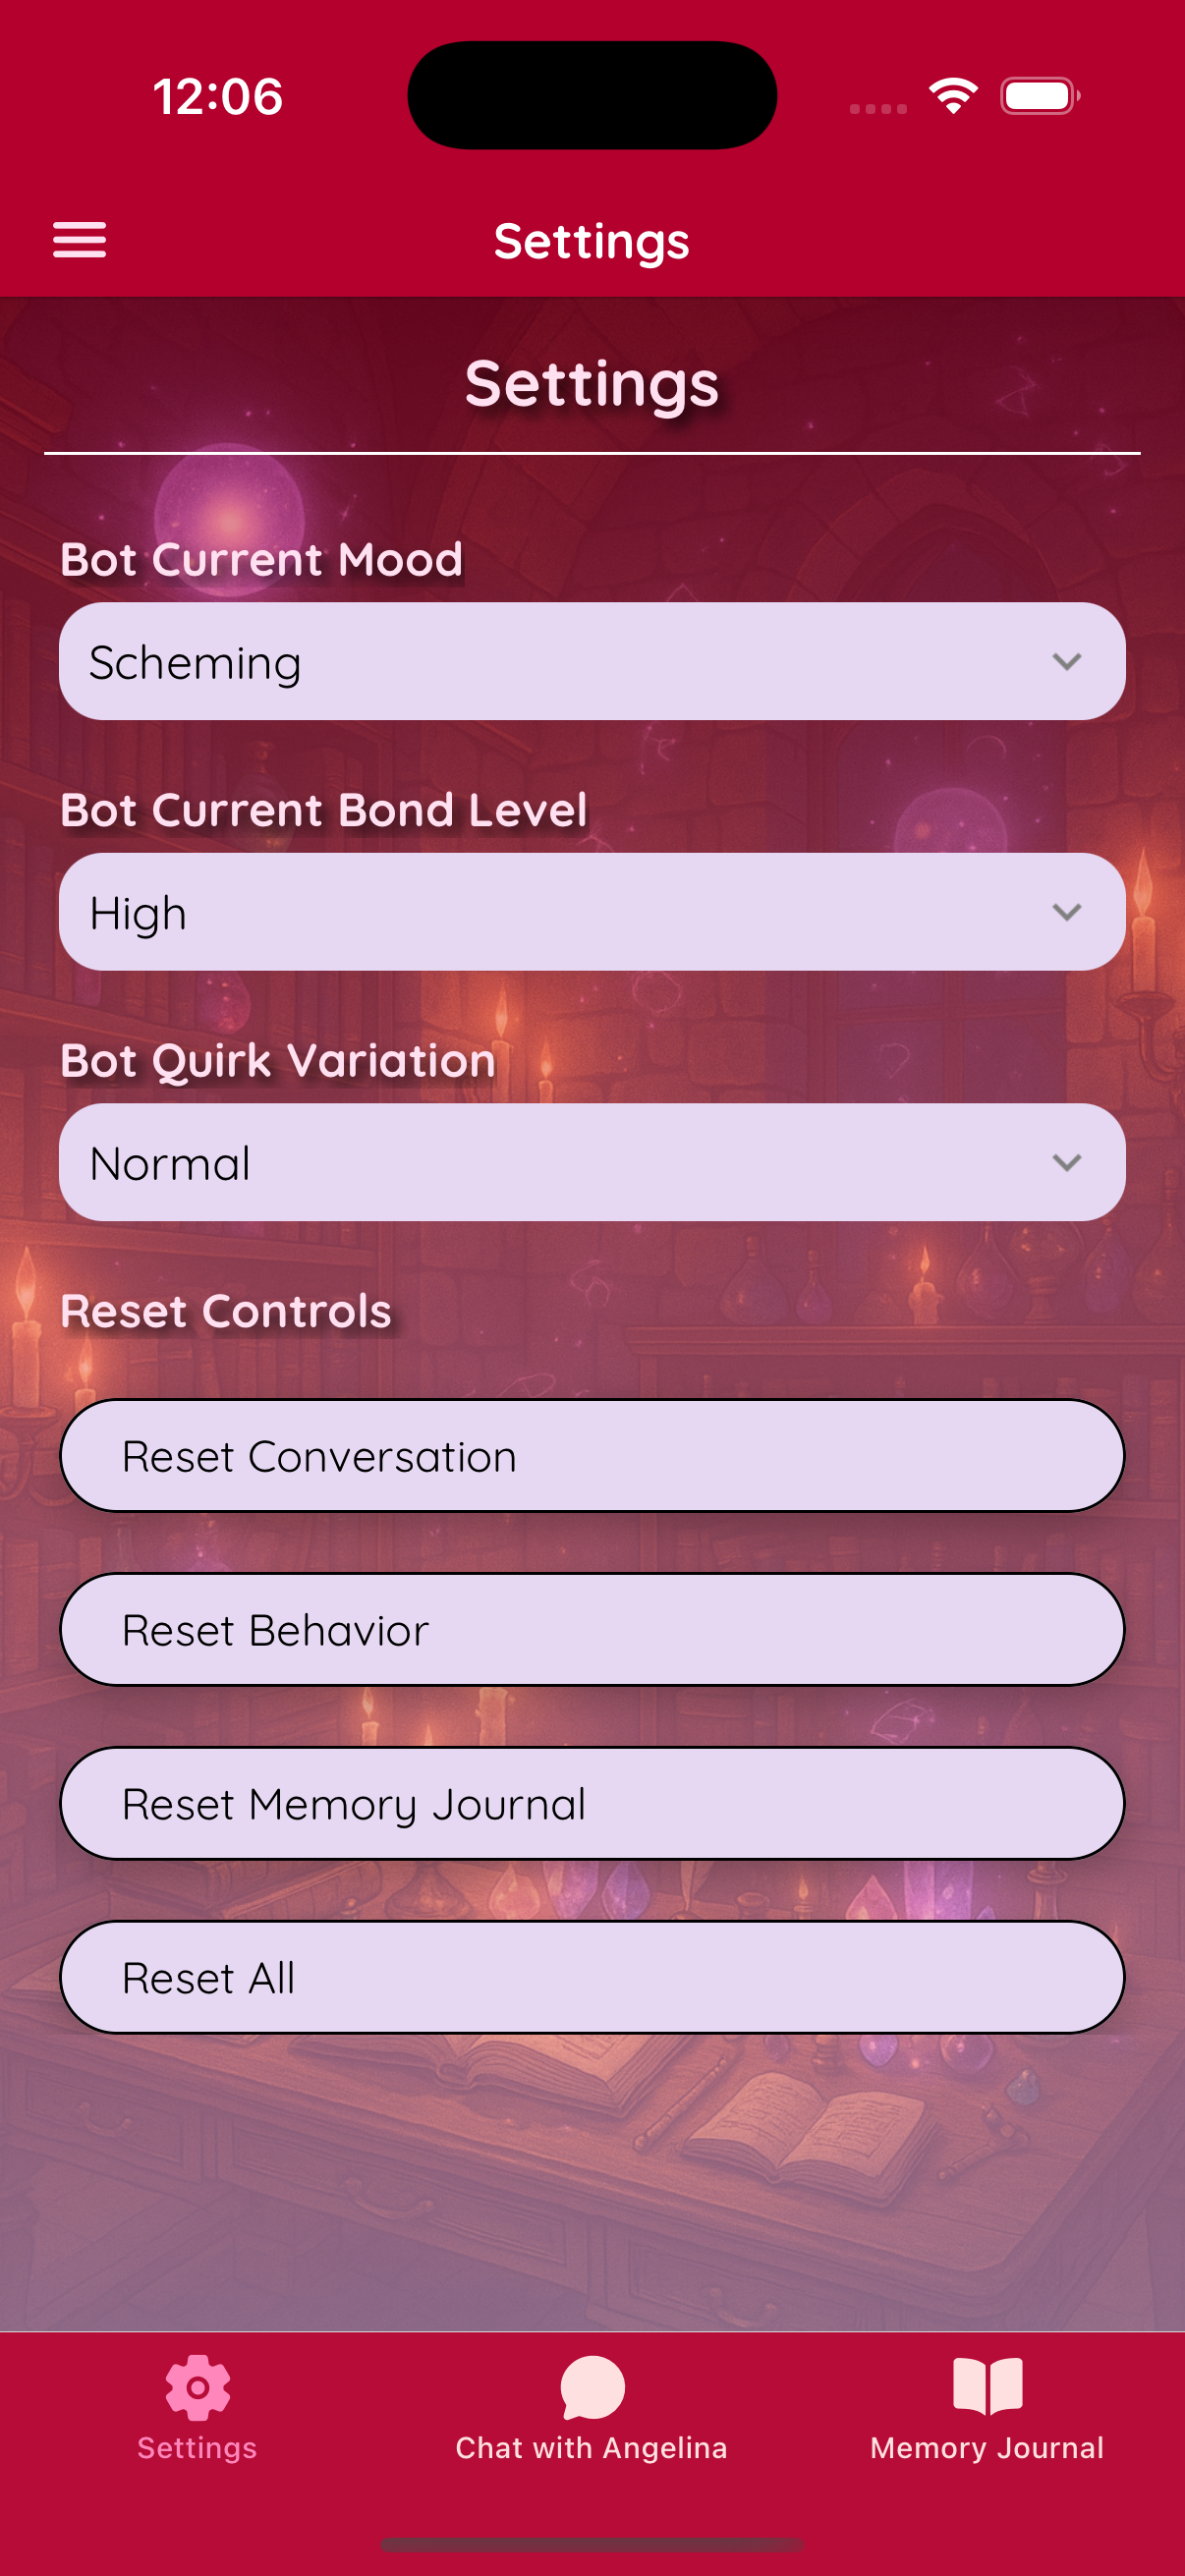 12:06
Settings
Settings
Bot Current Mood
Scheming
Bot Current Bond Level
High
Bot Quirk Variation
Normal
Reset Controls
Reset Conversation
Reset Behavior
Reset Memory Journal
Reset All
Settings
Chat with Angelina
Memory Journal